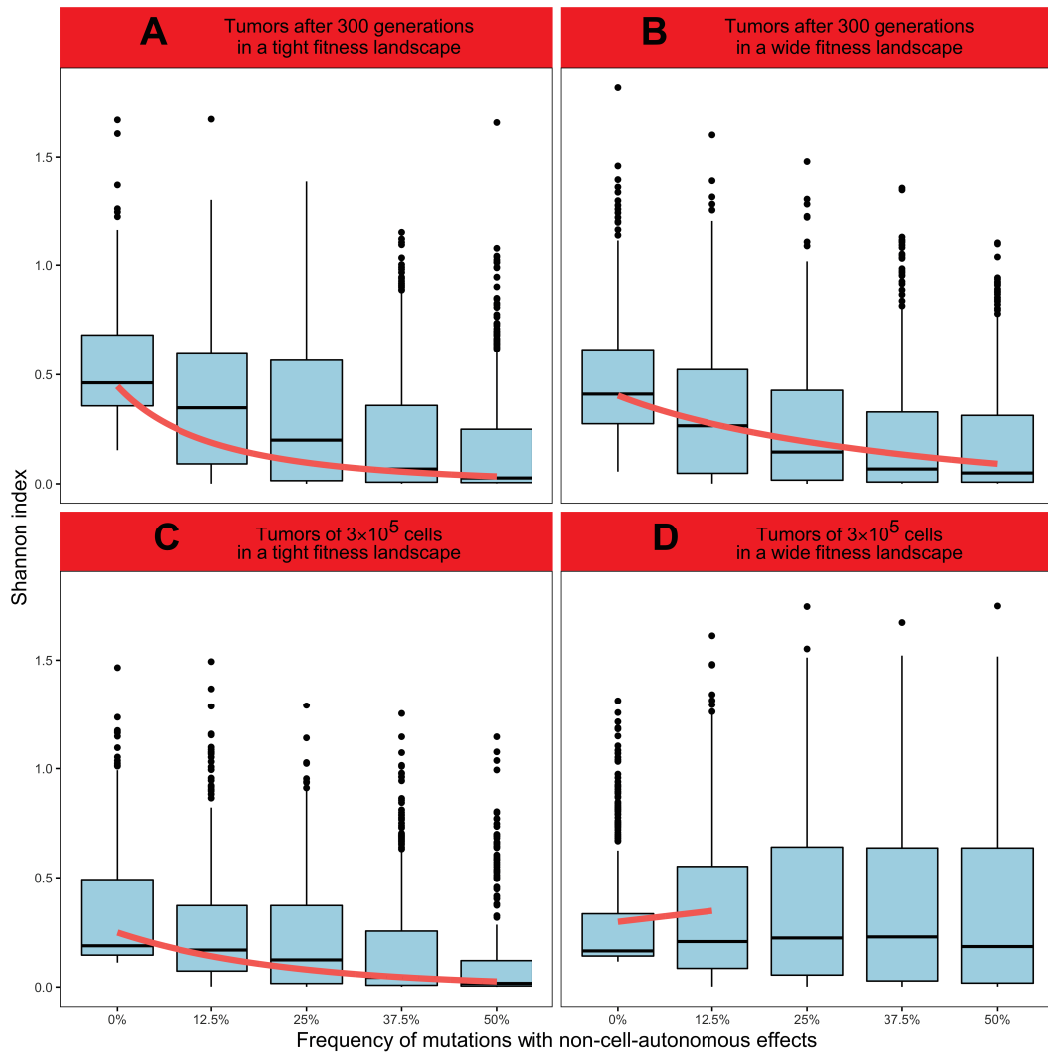 A
Tumors after 300 generations
in a tight fitness landscape
B
Tumors after 300 generations
in a wide fitness landscape
1.5
1.0
0.5
0.0
C
Tumors of 3×10⁵ cells
in a tight fitness landscape
D
Tumors of 3×10⁵ cells
in a wide fitness landscape
Shannon index
1.5
1.0
0.5
0.0
0% 12.5% 25% 37.5% 50%
0% 12.5% 25% 37.5% 50%
Frequency of mutations with non-cell-autonomous effects